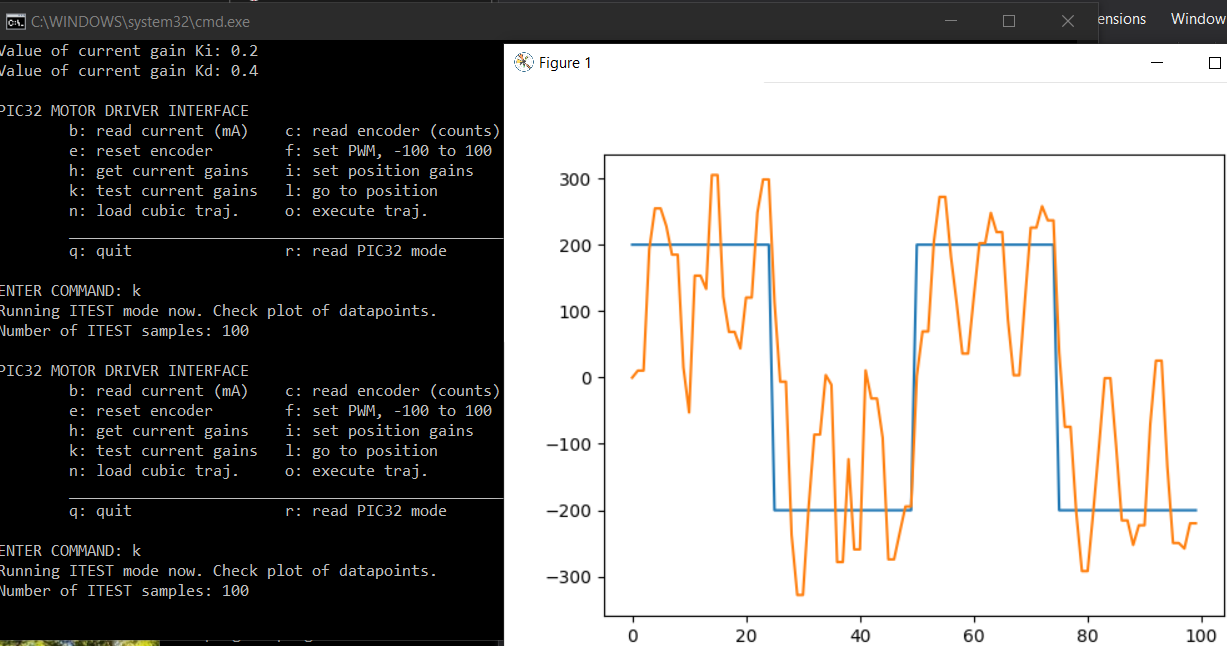 C:\WINDOWS\system32\cmd.exe
ensions Window
Value of current gain Ki: 0.2
Value of current gain Kd: 0.4
PIC32 MOTOR DRIVER INTERFACE
b: read current (mA) c: read encoder (counts)
e: reset encoder f: set PWM, -100 to 100
h: get current gains i: set position gains
k: test current gains l: go to position
n: load cubic traj. o: execute traj.
q: quit r: read PIC32 mode
ENTER COMMAND: k
Running ITEST mode now. Check plot of datapoints.
Number of ITEST samples: 100
PIC32 MOTOR DRIVER INTERFACE
b: read current (mA) c: read encoder (counts)
e: reset encoder f: set PWM, -100 to 100
h: get current gains i: set position gains
k: test current gains l: go to position
n: load cubic traj. o: execute traj.
q: quit r: read PIC32 mode
ENTER COMMAND: k
Running ITEST mode now. Check plot of datapoints.
Number of ITEST samples: 100
Figure 1
300
200
100
0
−100
−200
−300
0 20 40 60 80 100